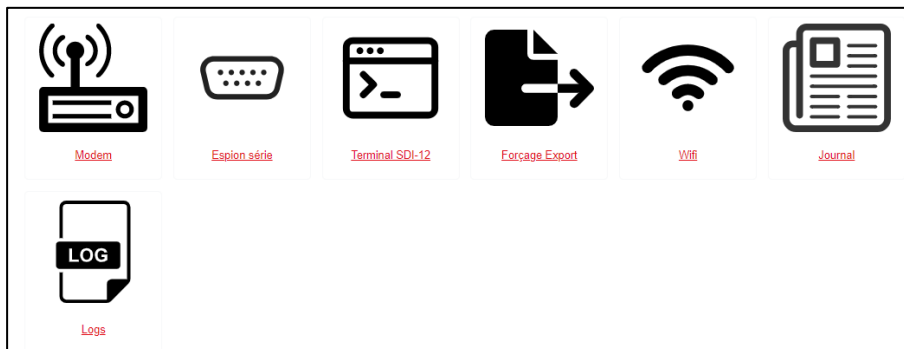 Modem
Espion série
Terminal SDI-12
Forçage Export
Wifi
Journal
LOG
Logs